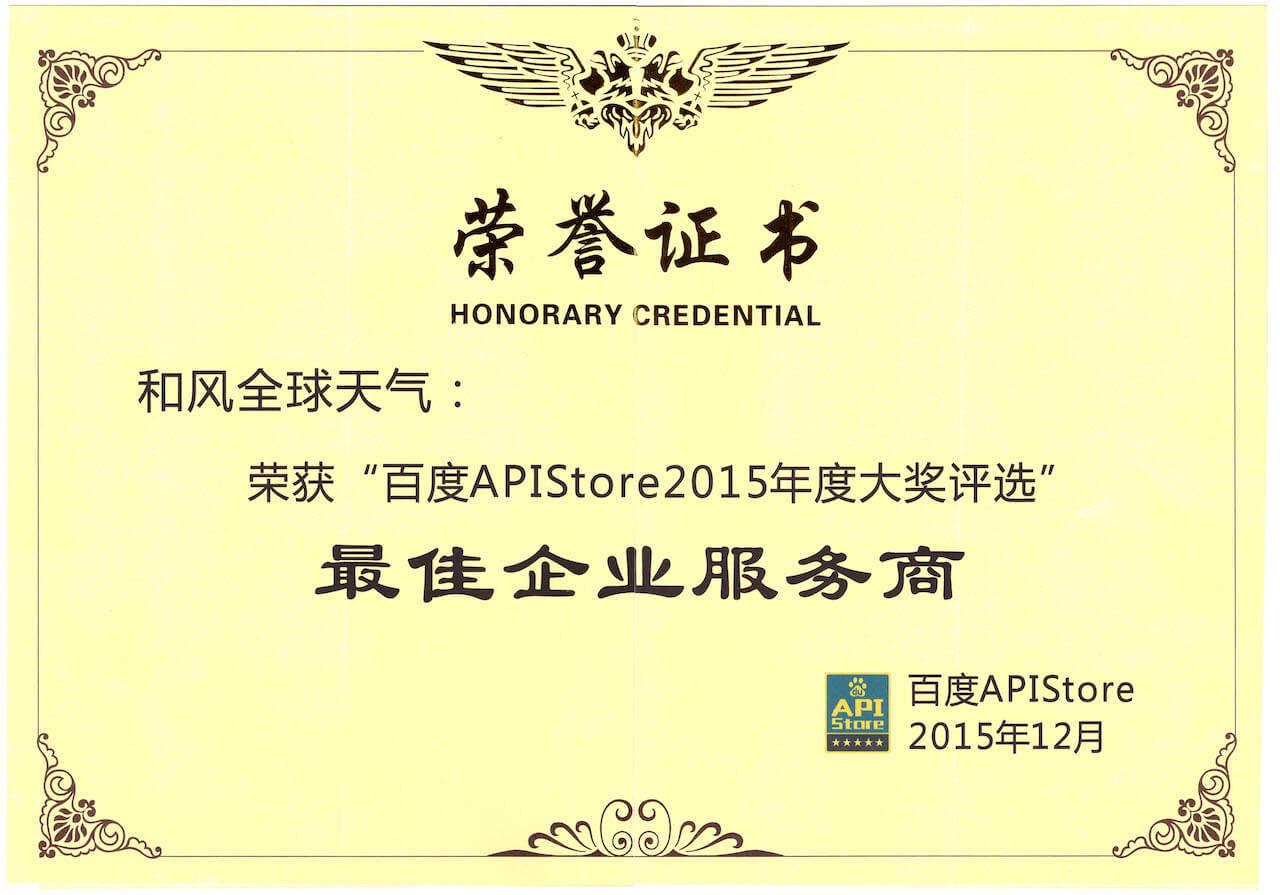 荣誉证书
HONORARY CREDENTIAL
和风全球天气：
荣获“百度APIStore2015年度大奖评选”
最佳企业服务商
du
API
Store
百度APIStore
2015年12月